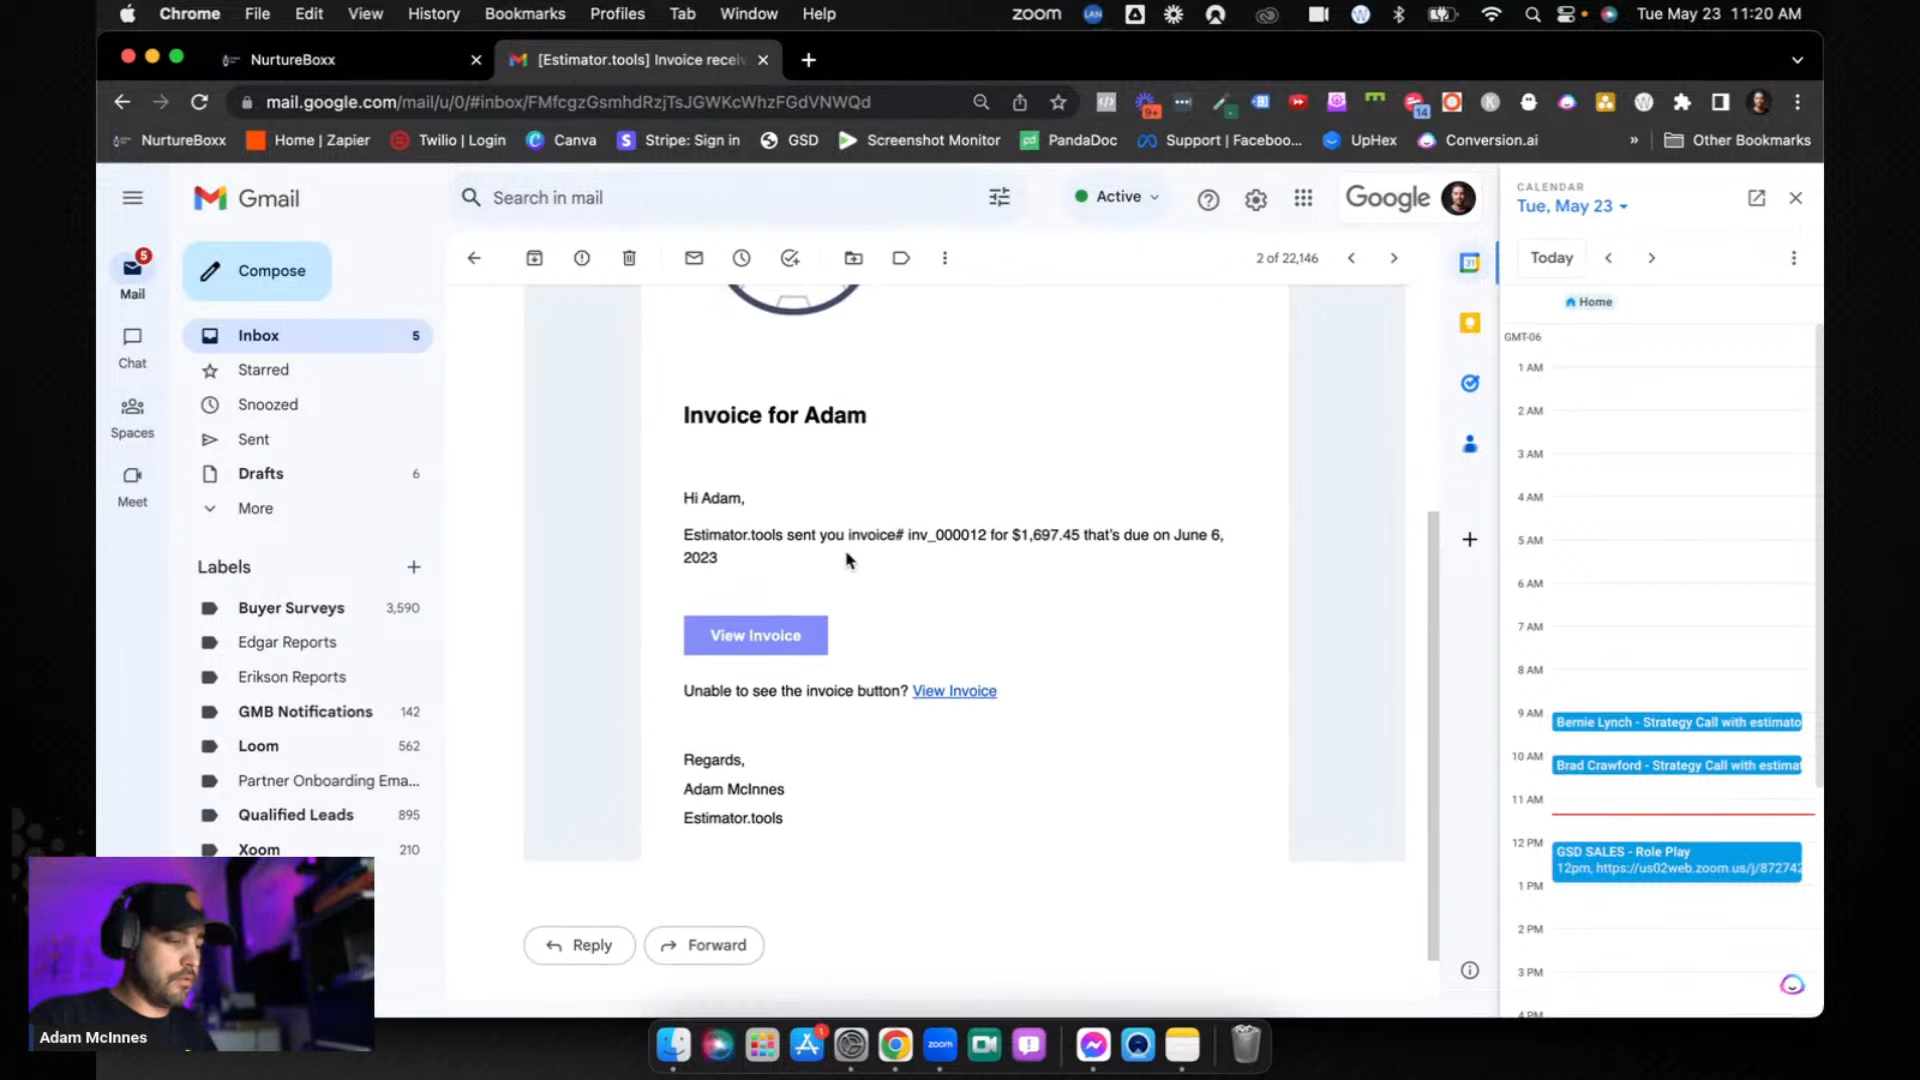 Chrome File Edit View History Bookmarks Profiles Tab Window Help
zoom LAN Tue May 23 11:20 AM
NurtureBoxx
[Estimator.tools] Invoice recei
mail.google.com/mail/u/0/#inbox/FMfcgzGsmhdRzjTsJGWKcWhzFGdVNWQd
9+
14
NurtureBoxx Home | Zapier Twilio | Login Canva Stripe: Sign in GSD Screenshot Monitor PandaDoc Support | Faceboo... UpHex Conversion.ai » Other Bookmarks
Gmail
Search in mail
Active
Google
CALENDAR
Tue, May 23
5
Mail
Chat
Spaces
Meet
Compose
Inbox 5
Starred
Snoozed
Sent
Drafts 6
More
Labels
Buyer Surveys 3,590
Edgar Reports
Erikson Reports
GMB Notifications 142
Loom 562
Partner Onboarding Ema...
Qualified Leads 895
Xoom 210
2 of 22,146
Invoice for Adam
Hi Adam,
Estimator.tools sent you invoice# inv_000012 for $1,697.45 that's due on June 6,
2023
View Invoice
Unable to see the invoice button? View Invoice
Regards,
Adam McInnes
Estimator.tools
Reply
Forward
31
Today
Home
GMT-06
1 AM
2 AM
3 AM
4 AM
5 AM
6 AM
7 AM
8 AM
9 AM
Bernie Lynch - Strategy Call with estimato
10 AM
Brad Crawford - Strategy Call with estimat
11 AM
12 PM
GSD SALES - Role Play
12pm, https://us02web.zoom.us/j/872742
1 PM
2 PM
3 PM
4 PM
Adam McInnes
1
zoom